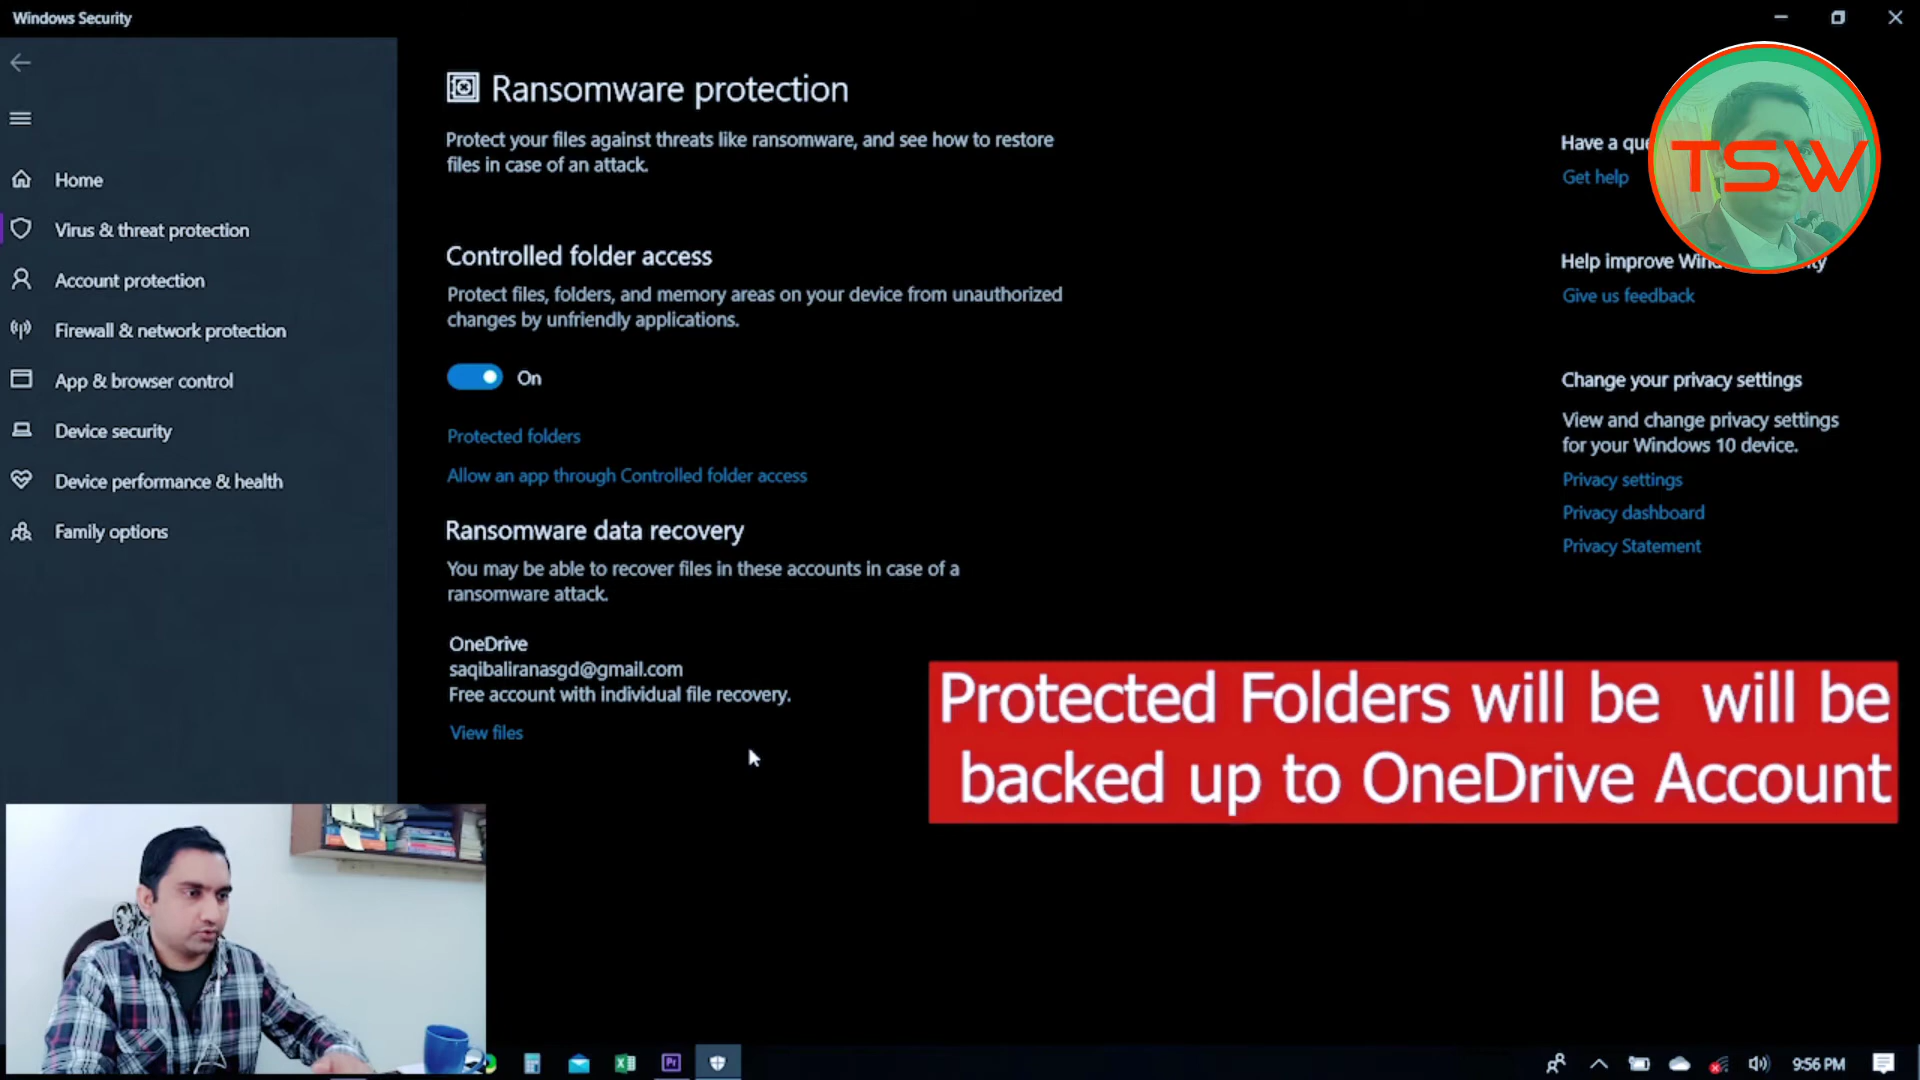 Windows Security
Home
Virus & threat protection
Account protection
Firewall & network protection
App & browser control
Device security
Device performance & health
Family options
Ransomware protection
Protect your files against threats like ransomware, and see how to restore
files in case of an attack.
Controlled folder access
Protect files, folders, and memory areas on your device from unauthorized
changes by unfriendly applications.
On
Protected folders
Allow an app through Controlled folder access
Ransomware data recovery
You may be able to recover files in these accounts in case of a
ransomware attack.
OneDrive
saqibaliranasgd@gmail.com
Free account with individual file recovery.
View files
Have a
Get help
TSW
Help improve
Give us feedback
Change your privacy settings
View and change privacy settings
for your Windows 10 device.
Privacy settings
Privacy dashboard
Privacy Statement
Protected Folders will be will be
backed up to OneDrive Account
Pr
9:56 PM